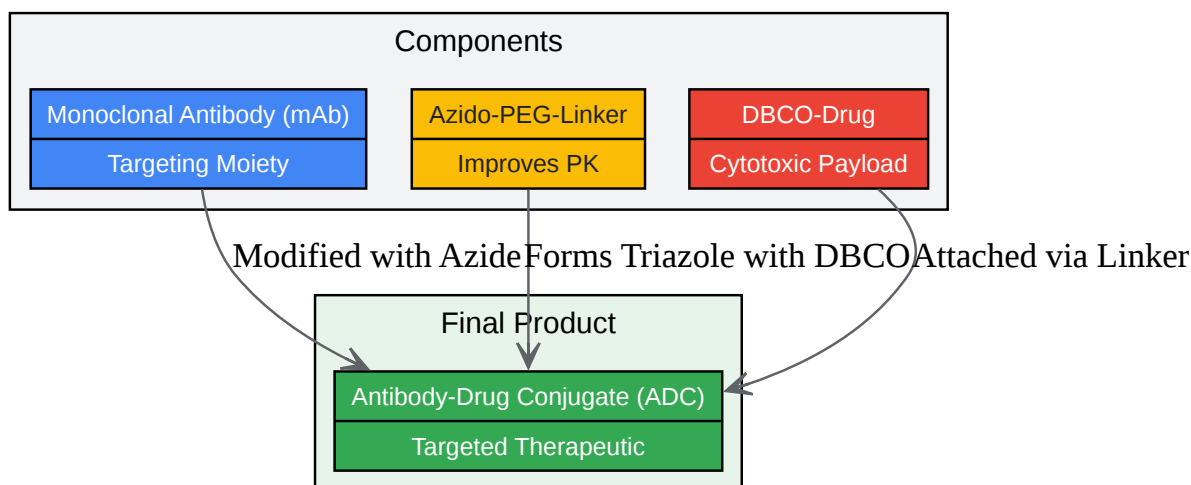 Components
Monoclonal Antibody (mAb)
Targeting Moiety
Azido-PEG-Linker
Improves PK
DBCO-Drug
Cytotoxic Payload
Modified with Azide
Forms Triazole with DBCO
Attached via Linker
Final Product
Antibody-Drug Conjugate (ADC)
Targeted Therapeutic